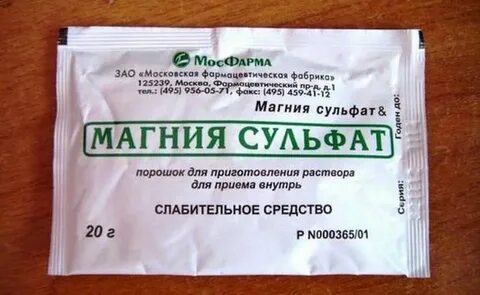 МосФарма
ЗАО «Московская фармацевтическая фабрика»
125239, Москва, Фармацевтический пр-д, д.1
тел.: (495) 956-05-71, факс: (495) 459-41-12
Магния сульфат &
МАГНИЯ СУЛЬФАТ
порошок для приготовления раствора
для приема внутрь
СЛАБИТЕЛЬНОЕ СРЕДСТВО
20 г
Р N000365/01
Серия:
Годен до: